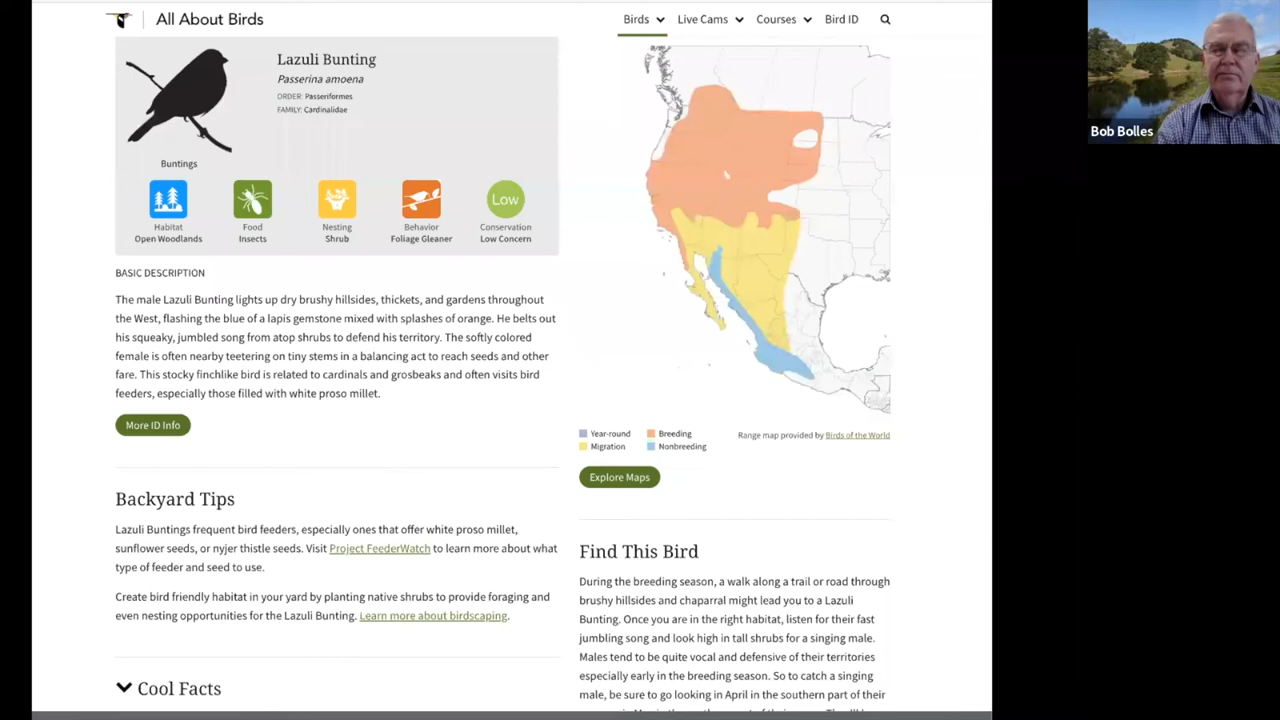 All About Birds
Birds
Live Cams
Courses
Bird ID
Lazuli Bunting
Passerina amoena
ORDER: Passeriformes
FAMILY: Cardinalidae
Buntings
Habitat
Open Woodlands
Food
Insects
Nesting
Shrub
Behavior
Foliage Gleaner
Low
Conservation
Low Concern
BASIC DESCRIPTION
The male Lazuli Bunting lights up dry brushy hillsides, thickets, and gardens throughout
the West, flashing the blue of a lapis gemstone mixed with splashes of orange. He belts out
his squeaky, jumbled song from atop shrubs to defend his territory. The softly colored
female is often nearby teetering on tiny stems in a balancing act to reach seeds and other
fare. This stocky finchlike bird is related to cardinals and grosbeaks and often visits bird
feeders, especially those filled with white proso millet.
More ID Info
Backyard Tips
Lazuli Buntings frequent bird feeders, especially ones that offer white proso millet,
sunflower seeds, or nyjer thistle seeds. Visit Project FeederWatch to learn more about what
type of feeder and seed to use.
Create bird friendly habitat in your yard by planting native shrubs to provide foraging and
even nesting opportunities for the Lazuli Bunting. Learn more about birdscaping.
Cool Facts
Year-round
Breeding
Migration
Nonbreeding
Range map provided by Birds of the World
Explore Maps
Find This Bird
During the breeding season, a walk along a trail or road through
brushy hillsides and chaparral might lead you to a Lazuli
Bunting. Once you are in the right habitat, listen for their fast
jumbling song and look high in tall shrubs for a singing male.
Males tend to be quite vocal and defensive of their territories
especially early in the breeding season. So to catch a singing
male, be sure to go looking in April in the southern part of their
Bob Bolles